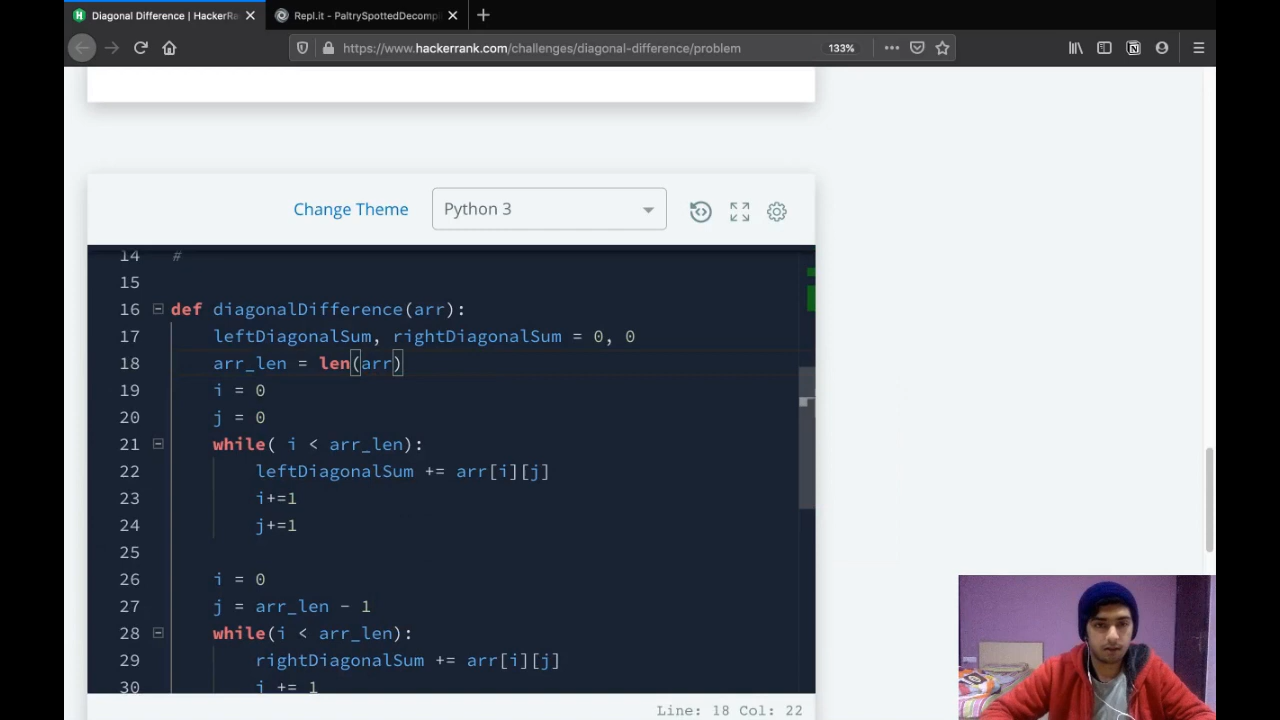 Diagonal Difference | HackerRa
Repl.it - PaltrySpottedDecompil
https://www.hackerrank.com/challenges/diagonal-difference/problem
133%
Change Theme
Python 3
14 #
15
16 def diagonalDifference(arr):
17 leftDiagonalSum, rightDiagonalSum = 0, 0
18 arr_len = len(arr)
19 i = 0
20 j = 0
21 while( i < arr_len):
22 leftDiagonalSum += arr[i][j]
23 i+=1
24 j+=1
25
26 i = 0
27 j = arr_len - 1
28 while(i < arr_len):
29 rightDiagonalSum += arr[i][j]
30 i += 1
Line: 18 Col: 22